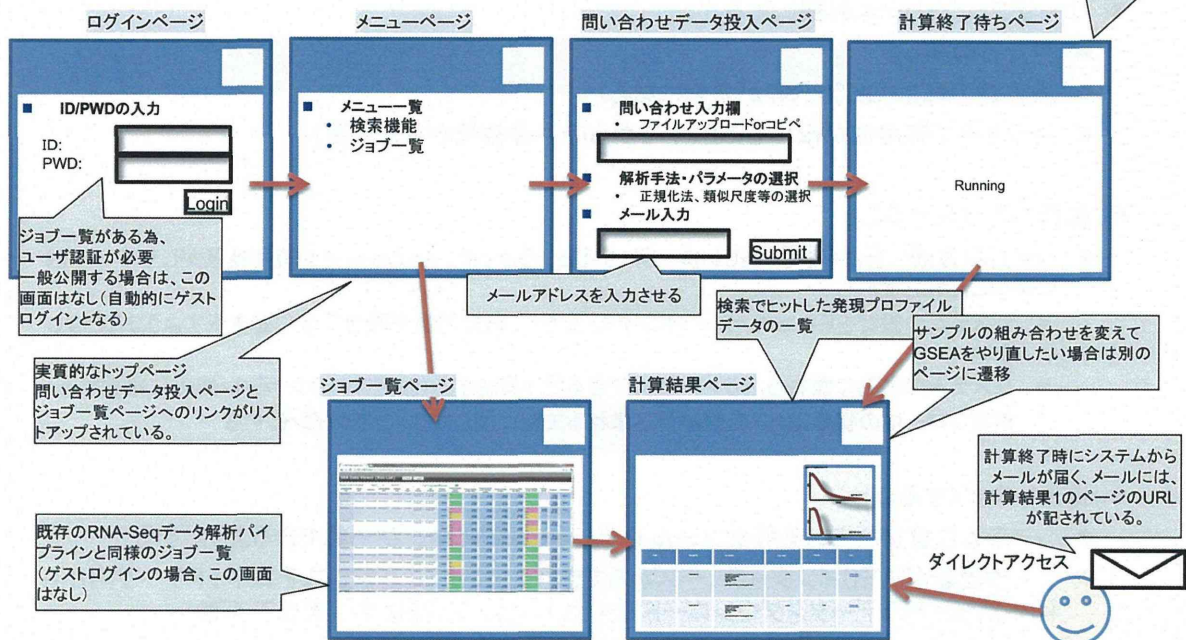 ログインページ
メニューページ
問い合わせデータ投入ページ
計算終了待ちページ
■ ID/PWDの入力
ID:
PWD:
Login
ジョブ一覧がある為、
ユーザ認証が必要
一般公開する場合は、この
画面はなし(自動的にゲスト
ログインとなる)
■ メニュー一覧
• 検索機能
• ジョブ一覧
実質的なトップページ
問い合わせデータ投入ページと
ジョブ一覧ページへのリンクがリス
トアップされている。
■ 問い合わせ入力欄
• ファイルアップロードorコピペ
■ 解析手法・パラメータの選択
• 正規化法、類似尺度等の選択
■ メール入力
Submit
メールアドレスを入力させる
Running
検索でヒットした発現プロファイル
データの一覧
サンプルの組み合わせを変えて
GSEAをやり直したい場合は別の
ページに遷移
ジョブ一覧ページ
計算結果ページ
既存のRNA-Seqデータ解析パイ
プラインと同様のジョブ一覧
(ゲストログインの場合、この画面
はなし)
計算終了時にシステムから
メールが届く、メールには、
計算結果1のページのURL
が記されている。
ダイレクトアクセス